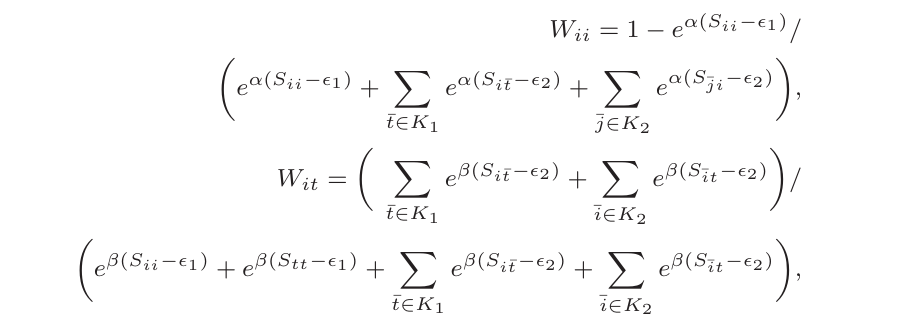 W_{ii} = 1 - e^{\alpha(S_{ii}-\epsilon_1)} /
\left( e^{\alpha(S_{ii}-\epsilon_1)} + \sum_{\bar{t} \in K_1} e^{\alpha(S_{i\bar{t}}-\epsilon_2)} + \sum_{\bar{j} \in K_2} e^{\alpha(S_{\bar{j}i}-\epsilon_2)} \right),
W_{it} = \left( \sum_{\bar{t} \in K_1} e^{\beta(S_{i\bar{t}}-\epsilon_2)} + \sum_{\bar{i} \in K_2} e^{\beta(S_{\bar{i}t}-\epsilon_2)} \right) /
\left( e^{\beta(S_{ii}-\epsilon_1)} + e^{\beta(S_{tt}-\epsilon_1)} + \sum_{\bar{t} \in K_1} e^{\beta(S_{i\bar{t}}-\epsilon_2)} + \sum_{\bar{i} \in K_2} e^{\beta(S_{\bar{i}t}-\epsilon_2)} \right),